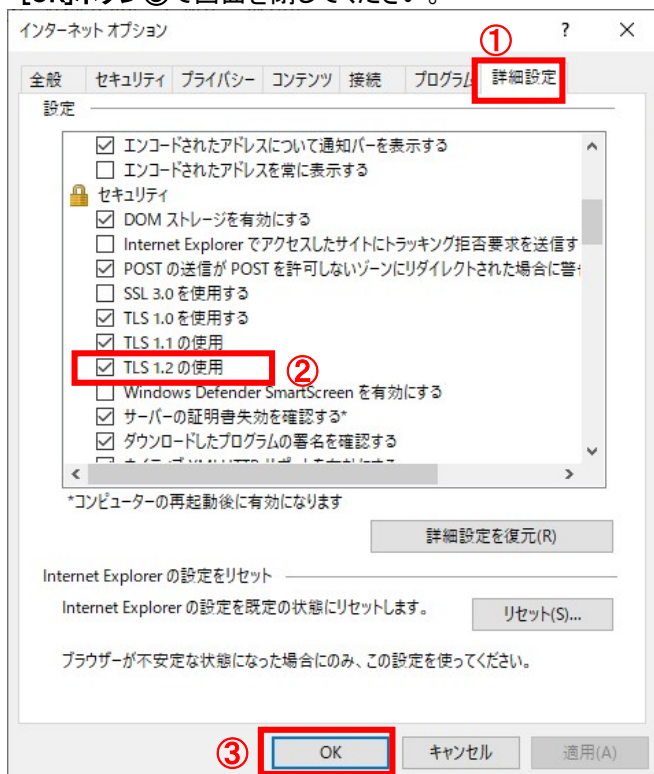 インターネット オプション ? ×
①
全般 セキュリティ プライバシー コンテンツ 接続 プログラム 詳細設定
設定
エンコードされたアドレスについて通知バーを表示する
エンコードされたアドレスを常に表示する
セキュリティ
DOM ストレージを有効にする
Internet Explorer でアクセスしたサイトにトラッキング拒否要求を送信す
POST の送信が POST を許可しないゾーンにリダイレクトされた場合に警
SSL 3.0 を使用する
TLS 1.0 を使用する
TLS 1.1 の使用
TLS 1.2 の使用 ②
Windows Defender SmartScreen を有効にする
サーバーの証明書失効を確認する*
ダウンロードしたプログラムの署名を確認する
*コンピューターの再起動後に有効になります
詳細設定を復元(R)
Internet Explorer の設定をリセット
Internet Explorer の設定を既定の状態にリセットします。
リセット(S)...
ブラウザーが不安定な状態になった場合にのみ、この設定を使ってください。
③ OK キャンセル 適用(A)